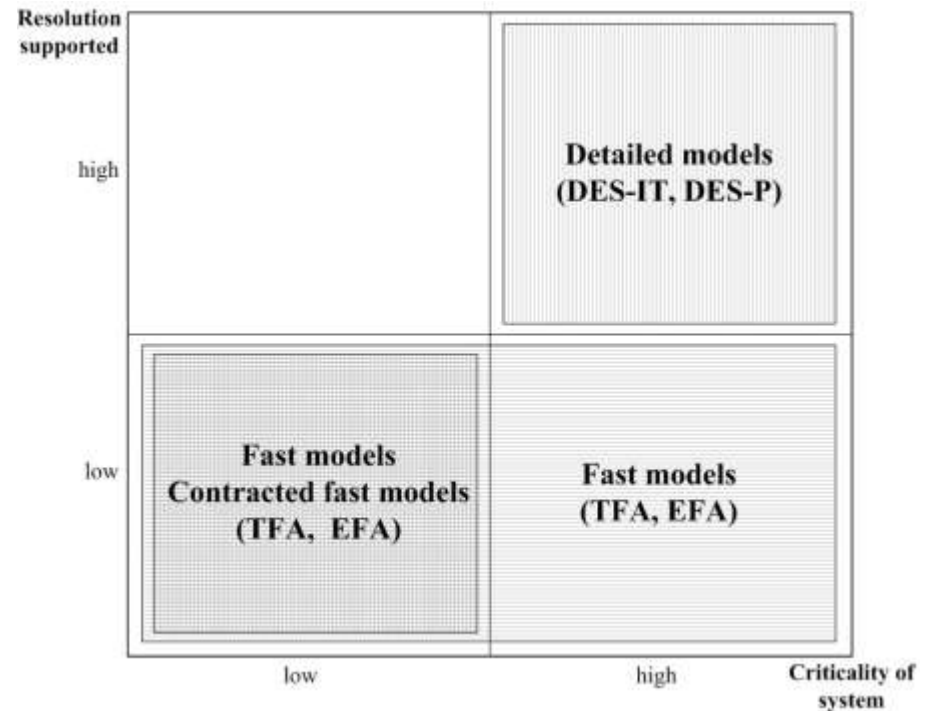 Resolution
supported
high
Detailed models
(DES-IT, DES-P)
low
Fast models
Contracted fast models
(TFA, EFA)
Fast models
(TFA, EFA)
low
high
Criticality of
system